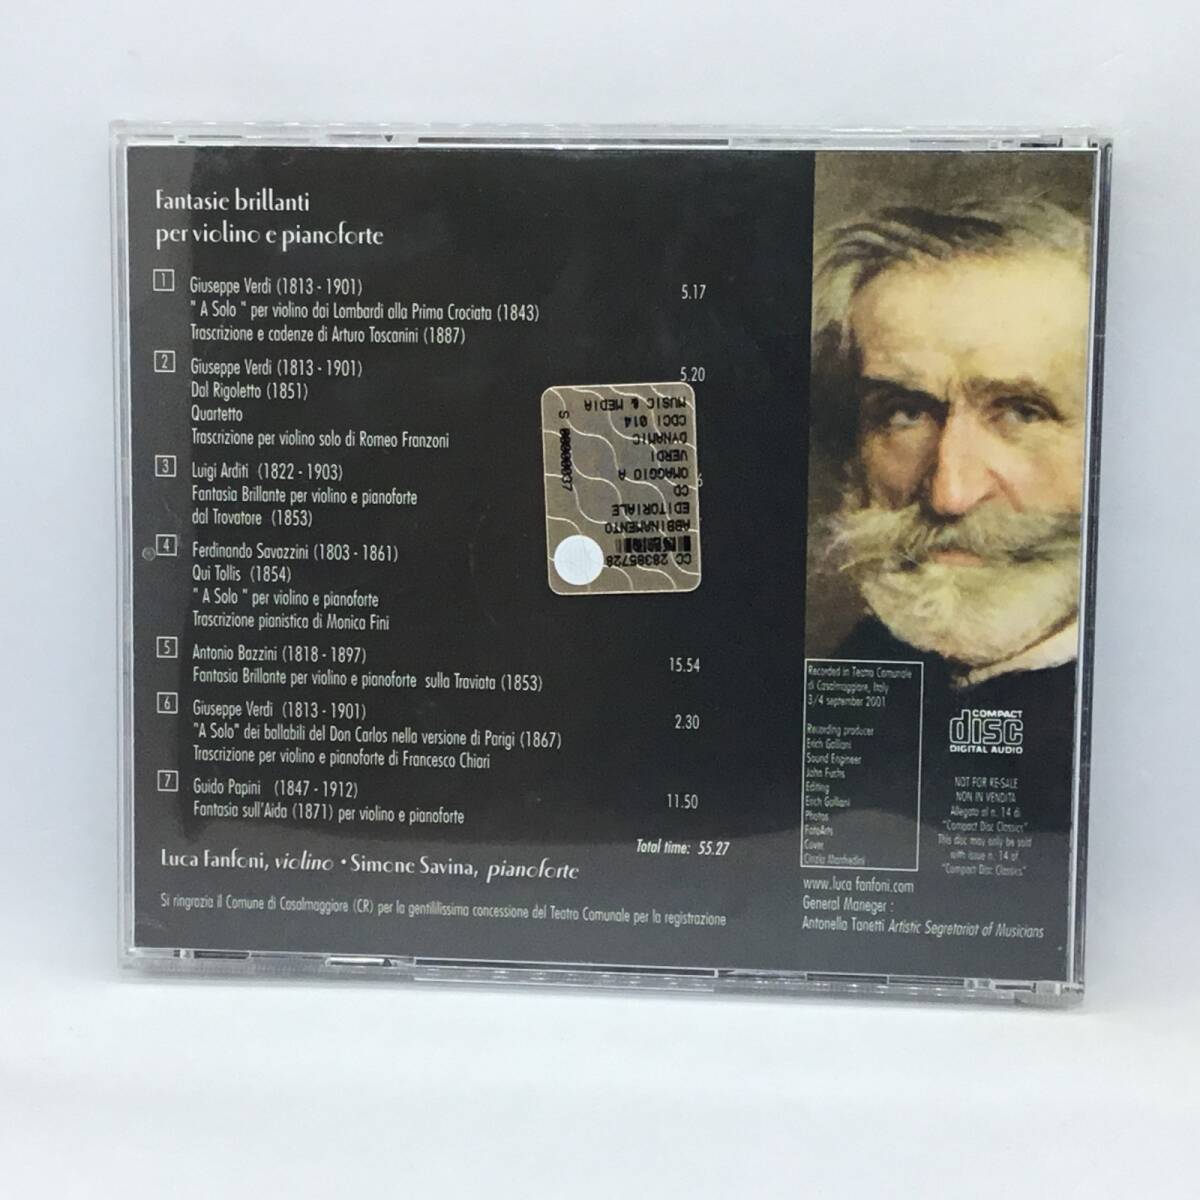 Fantasie brillanti
per violino e pianoforte
1 Giuseppe Verdi (1813 - 1901) 5.17
" A Solo " per violino dai Lombardi alla Prima Crociata (1843)
Trascrizione e cadenze di Arturo Toscanini (1887)
2 Giuseppe Verdi (1813 - 1901) 5.20
Dal Rigoletto (1851)
Quartetto
Trascrizione per violino solo di Romeo Franzoni
3 Luigi Arditi (1822 - 1903)
Fantasia Brillante per violino e pianoforte
dal Trovatore (1853)
4 Ferdinando Savazzini (1803 - 1861)
Qui Tollis (1854)
" A Solo " per violino e pianoforte
Trascrizione pianistica di Monica Fini
5 Antonio Bazzini (1818 - 1897) 15.54
Fantasia Brillante per violino e pianoforte sulla Traviata (1853)
6 Giuseppe Verdi (1813 - 1901) 2.30
"A Solo" dei ballabili del Don Carlos nella versione di Parigi (1867)
Trascrizione per violino e pianoforte di Francesco Chiari
7 Guido Papini (1847 - 1912) 11.50
Fantasia sull'Aida (1871) per violino e pianoforte
Total time: 55.27
Luca Fanfoni, violino • Simone Savina, pianoforte
Si ringrazia il Comune di Casalmaggiore (CR) per la gentililissima concessione del Teatro Comunale per la registrazione
CC 28385728
ABBINAMENTO
EDITORIALE
CD
OMAGGIO A
VERDI
DYNAMIC
CDCI 014
MUSIC & MEDIA
S 00000037
Recorded in Teatro Comunale
di Casalmaggiore, Italy
3/4 september 2001
Recording producer
Erich Galliani
Sound Engineer
John Fuchs
Editing
Erich Galliani
Photos
FotoArts
Cover
Cinzia Manfredini
COMPACT
disc
DIGITAL AUDIO
NOT FOR RE-SALE
NON IN VENDITA
Allegato al n. 14 di
"Compact Disc Classics"
This disc may only be sold
with issue n. 14 of
"Compact Disc Classics"
www.luca fanfoni.com
General Maneger :
Antonella Tanetti Artistic Segretariat of Musicians